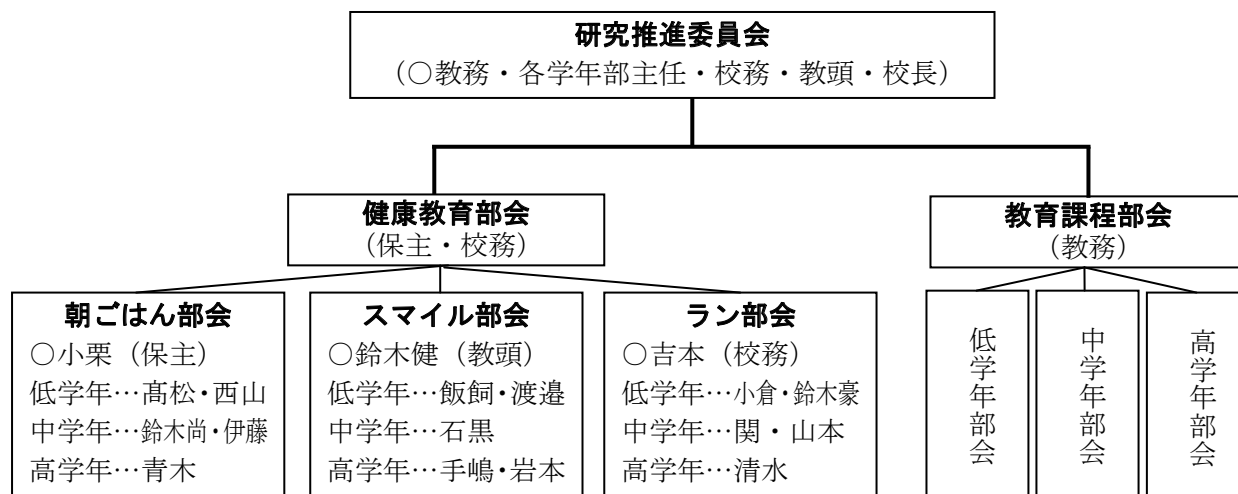 研究推進委員会
（○教務・各学年部主任・校務・教頭・校長）
健康教育部会
（保主・校務）
教育課程部会
（教務）
朝ごはん部会
○小栗（保主）
低学年…髙松・西山
中学年…鈴木尚・伊藤
高学年…青木
スマイル部会
○鈴木健（教頭）
低学年…飯飼・渡邉
中学年…石黒
高学年…手嶋・岩本
ラン部会
○吉本（校務）
低学年…小倉・鈴木豪
中学年…関・山本
高学年…清水
低学年部会
中学年部会
高学年部会